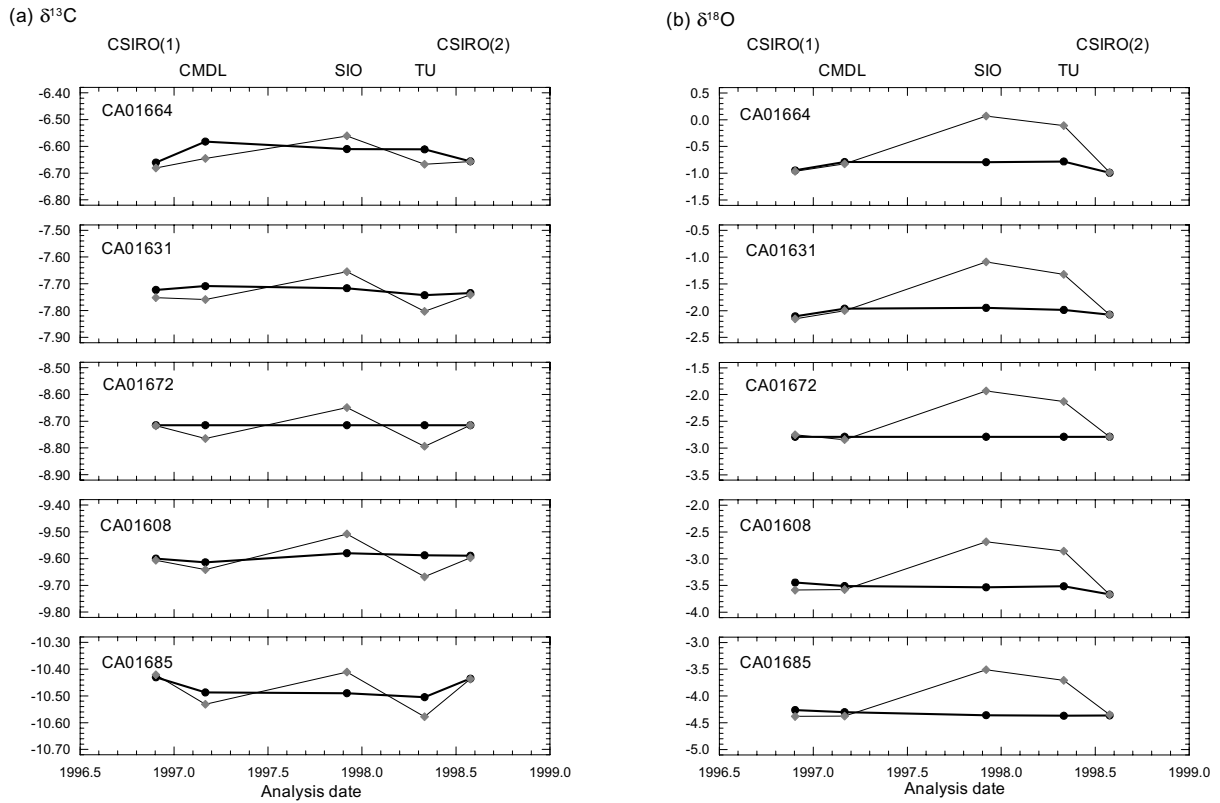 (a) δ¹³C
CSIRO(1) CSIRO(2)
CMDL SIO TU
-6.40
CA01664
-6.50
-6.60
-6.70
-6.80
-7.50
CA01631
-7.60
-7.70
-7.80
-7.90
-8.50
CA01672
-8.60
-8.70
-8.80
-8.90
-9.40
CA01608
-9.50
-9.60
-9.70
-9.80
-10.30
CA01685
-10.40
-10.50
-10.60
-10.70
1996.5 1997.0 1997.5 1998.0 1998.5 1999.0
Analysis date
(b) δ¹⁸O
CSIRO(1) CSIRO(2)
CMDL SIO TU
0.5
CA01664
0.0
-0.5
-1.0
-1.5
-0.5
CA01631
-1.0
-1.5
-2.0
-2.5
-1.5
CA01672
-2.0
-2.5
-3.0
-3.5
-2.0
CA01608
-2.5
-3.0
-3.5
-4.0
-3.0
CA01685
-3.5
-4.0
-4.5
-5.0
1996.5 1997.0 1997.5 1998.0 1998.5 1999.0
Analysis date